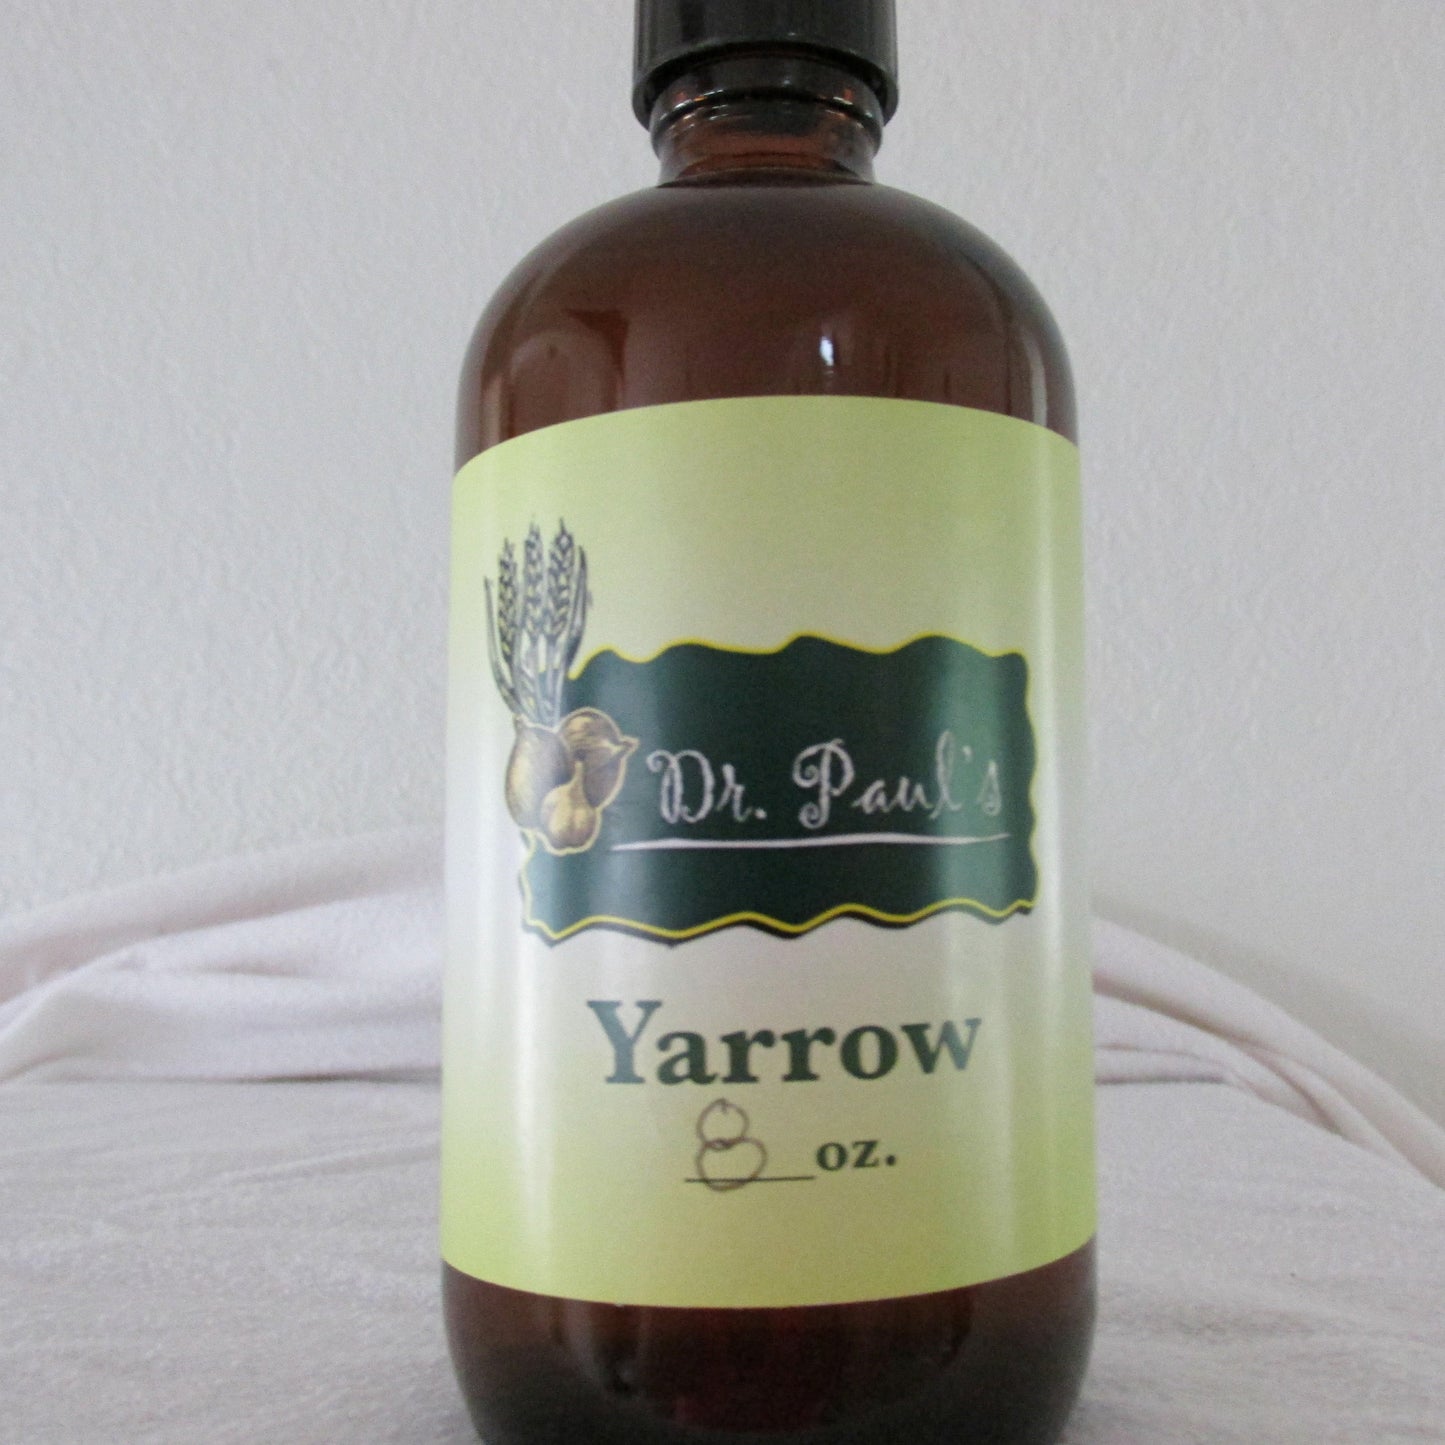 Dr. Paul's
Yarrow
8 oz.